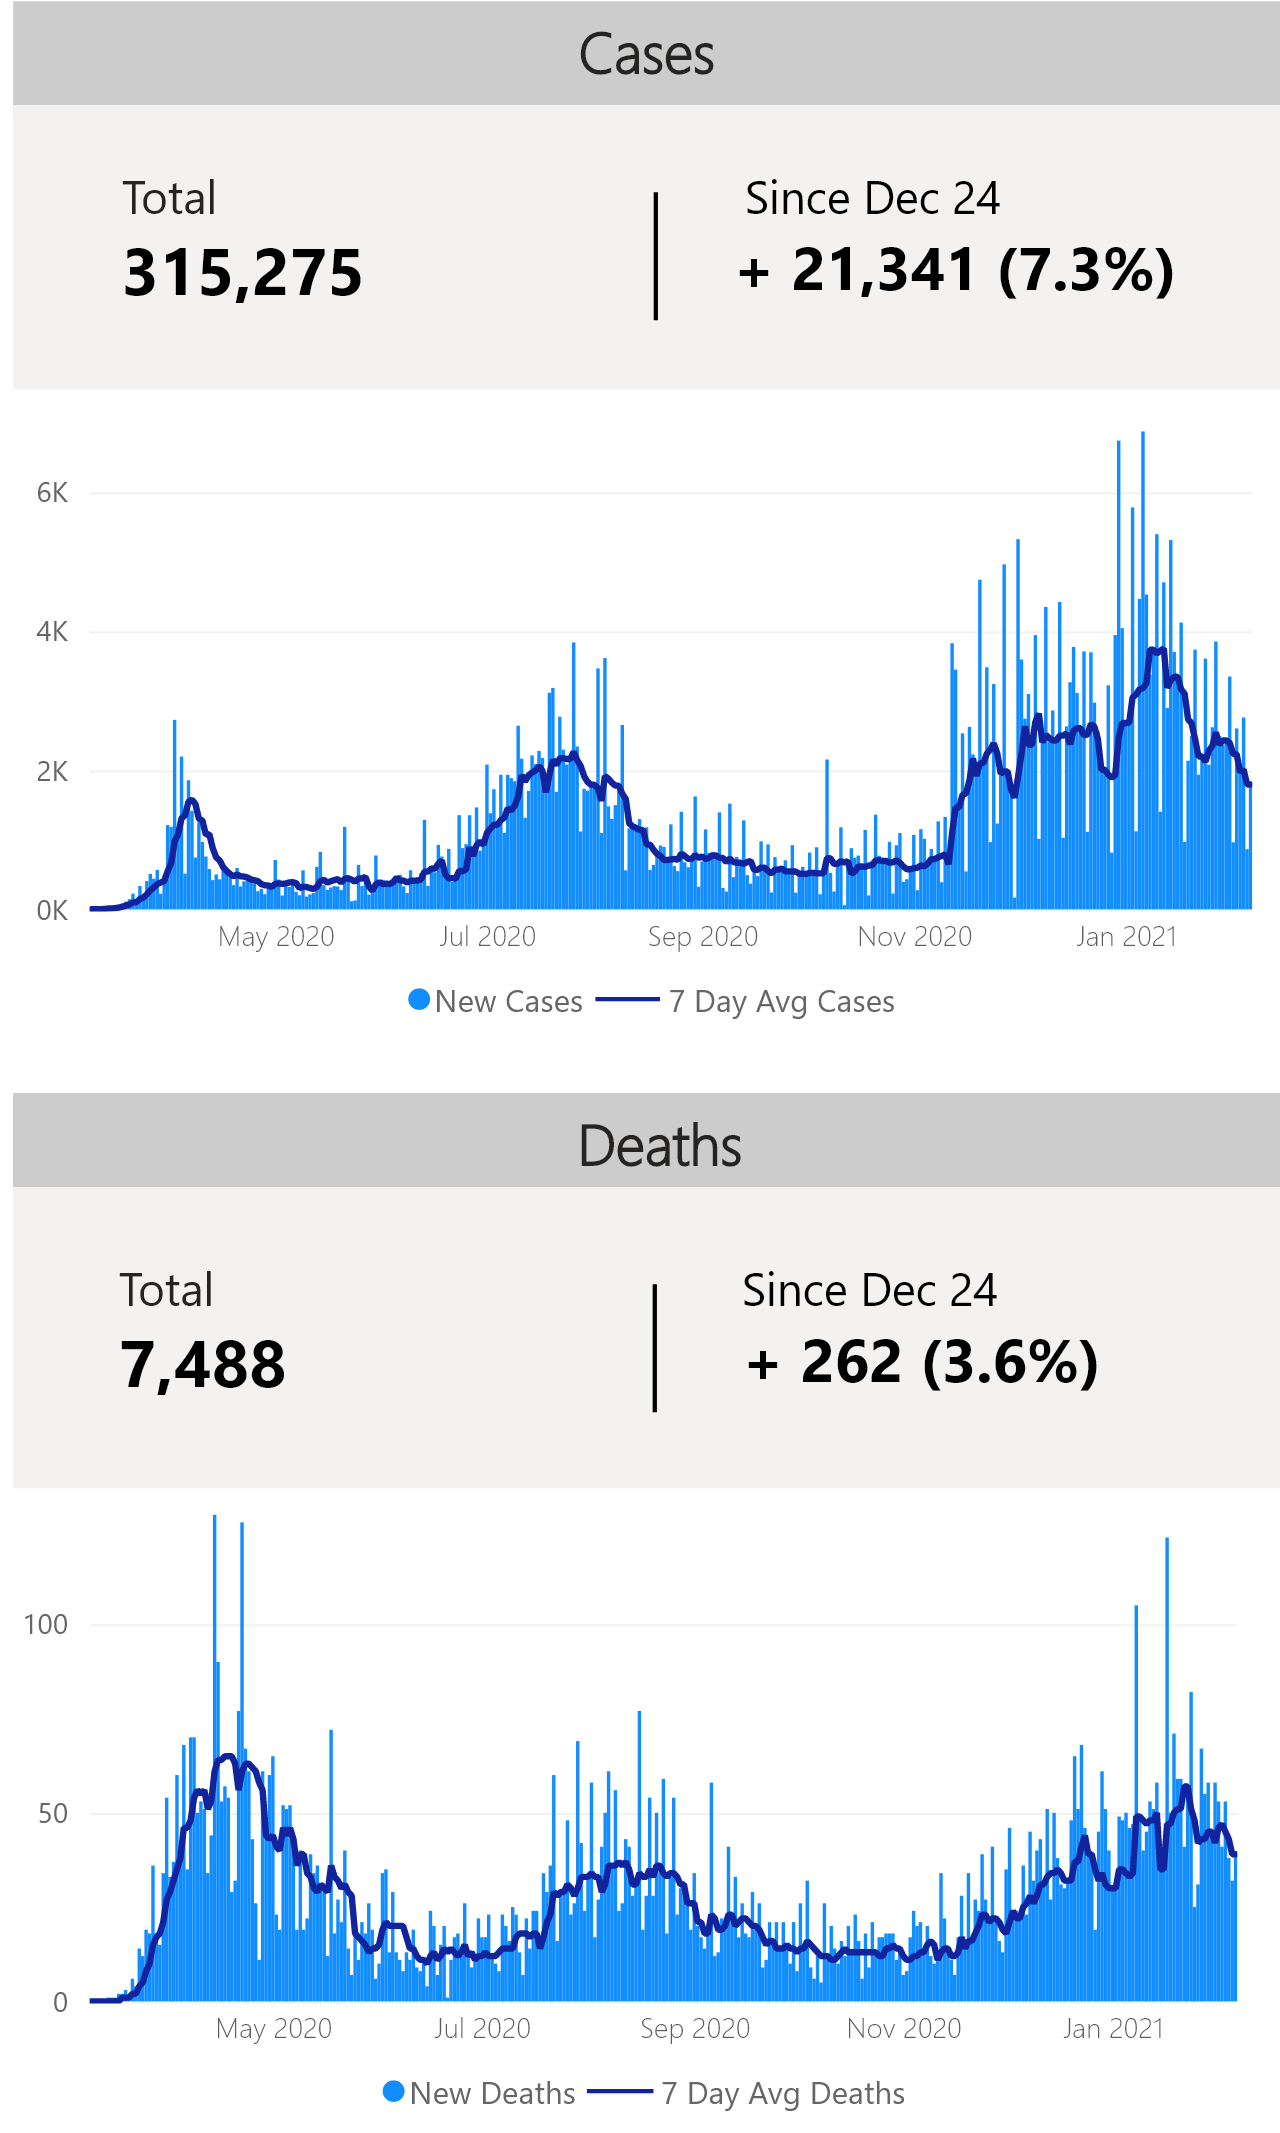 Cases
Total
Since Dec 24
315,275
+ 21,341 (7.3%)
6K
4K
2K
0K
May 2020
Jul 2020
Sep 2020
Nov 2020
Jan 2021
New Cases
7 Day Avg Cases
Deaths
Total
Since Dec 24
7,488
+ 262 (3.6%)
100
50
0
May 2020
Jul 2020
Sep 2020
Nov 2020
Jan 2021
New Deaths
7 Day Avg Deaths